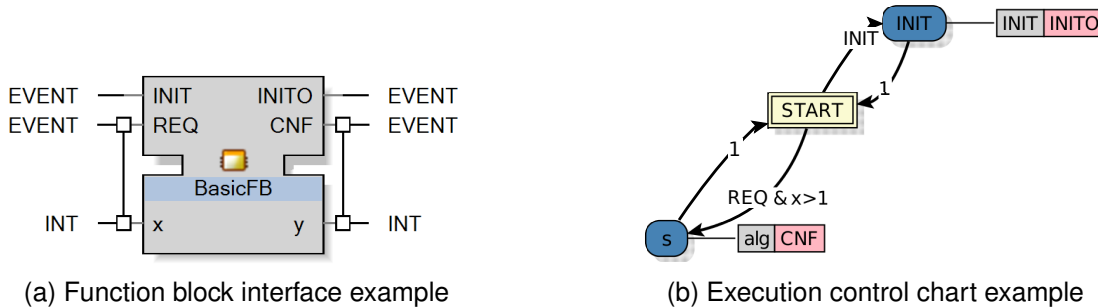 EVENT INIT INITO EVENT
EVENT REQ CNF EVENT
BasicFB
INT x y INT
(a) Function block interface example
INIT INIT INITO
INIT
1
START
1
REQ & x>1
s alg CNF
(b) Execution control chart example